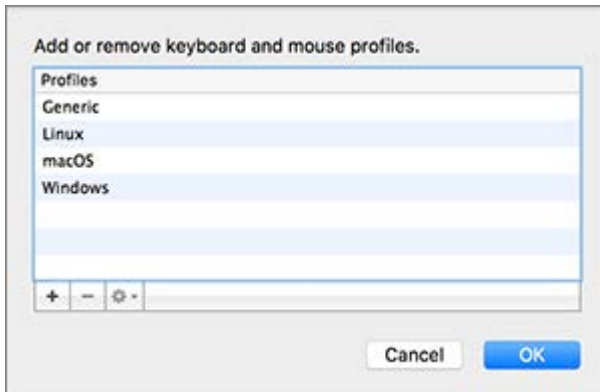 Add or remove keyboard and mouse profiles.
Profiles
Generic
Linux
macOS
Windows
+ −
Cancel OK